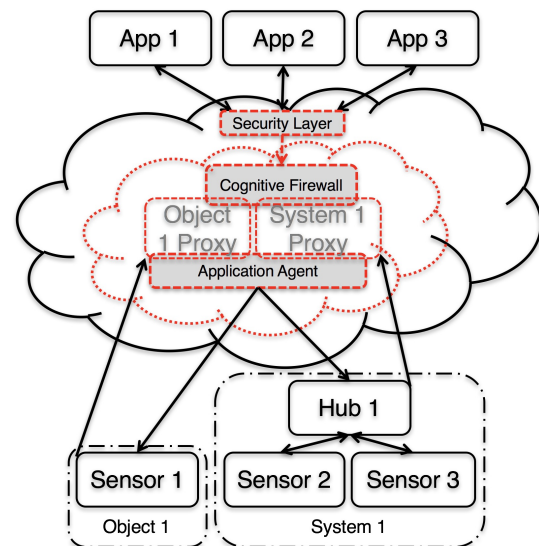 App 1
App 2
App 3
Security Layer
Cognitive Firewall
Object
1 Proxy
System 1
Proxy
Application Agent
Hub 1
Sensor 1
Sensor 2
Sensor 3
Object 1
System 1